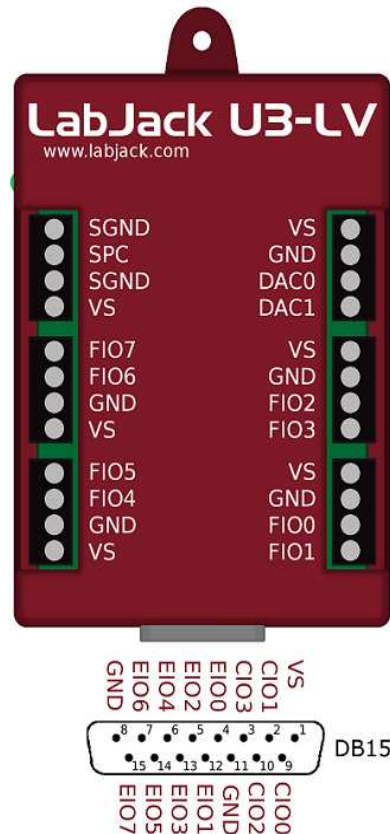 LabJack U3-LV
www.labjack.com
SGND
SPC
SGND
VS
FIO7
FIO6
GND
VS
FIO5
FIO4
GND
VS
VS
GND
DAC0
DAC1
VS
GND
FIO2
FIO3
VS
GND
FIO0
FIO1
GND
EIO6
EIO4
EIO2
EIO0
CIO3
CIO1
VS
8 7 6 5 4 3 2 1
DB15
15 14 13 12 11 10 9
EIO7
EIO5
EIO3
EIO1
GND
CIO2
CIO0